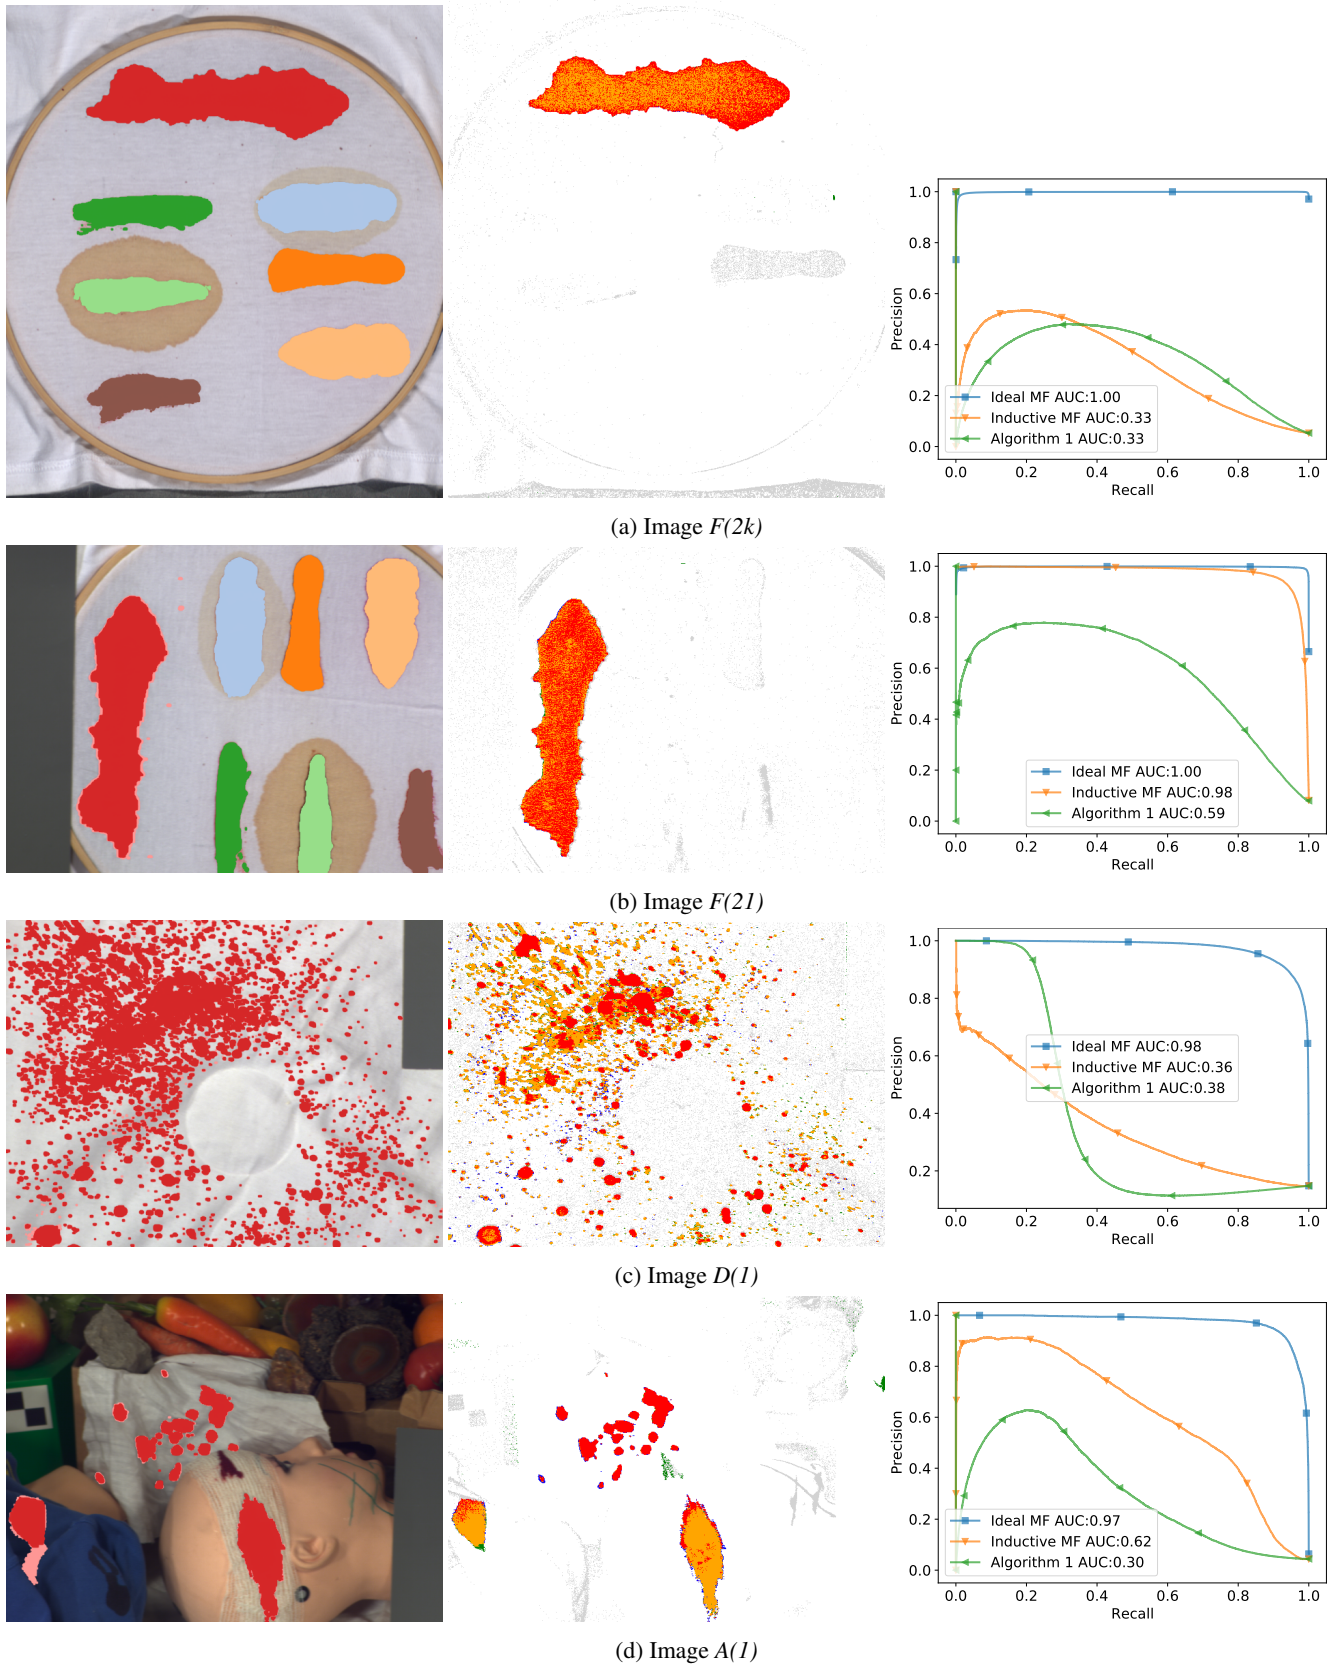 1.0
0.8
0.6
0.4
0.2
0.0
Precision
Ideal MF AUC:1.00
Inductive MF AUC:0.33
Algorithm 1 AUC:0.33
0.0 0.2 0.4 0.6 0.8 1.0
Recall
(a) Image F(2k)
1.0
0.8
0.6
0.4
0.2
0.0
Precision
Ideal MF AUC:1.00
Inductive MF AUC:0.98
Algorithm 1 AUC:0.59
0.0 0.2 0.4 0.6 0.8 1.0
Recall
(b) Image F(21)
1.0
0.8
0.6
0.4
0.2
Precision
Ideal MF AUC:0.98
Inductive MF AUC:0.36
Algorithm 1 AUC:0.38
0.0 0.2 0.4 0.6 0.8 1.0
Recall
(c) Image D(1)
1.0
0.8
0.6
0.4
0.2
0.0
Precision
Ideal MF AUC:0.97
Inductive MF AUC:0.62
Algorithm 1 AUC:0.30
0.0 0.2 0.4 0.6 0.8 1.0
Recall
(d) Image A(1)